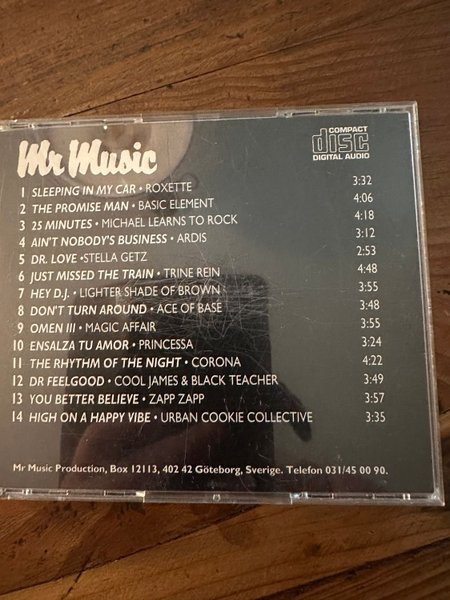 Mr Music
COMPACT
disc
DIGITAL AUDIO
1 SLEEPING IN MY CAR • ROXETTE 3:32
2 THE PROMISE MAN • BASIC ELEMENT 4:06
3 25 MINUTES • MICHAEL LEARNS TO ROCK 4:18
4 AIN'T NOBODY'S BUSINESS • ARDIS 3:12
5 DR. LOVE • STELLA GETZ 2:53
6 JUST MISSED THE TRAIN • TRINE REIN 4:48
7 HEY D.J. • LIGHTER SHADE OF BROWN 3:55
8 DON'T TURN AROUND • ACE OF BASE 3:48
9 OMEN III • MAGIC AFFAIR 3:55
10 ENSALZA TU AMOR • PRINCESSA 3:24
11 THE RHYTHM OF THE NIGHT • CORONA 4:22
12 DR FEELGOOD • COOL JAMES & BLACK TEACHER 3:49
13 YOU BETTER BELIEVE • ZAPP ZAPP 3:57
14 HIGH ON A HAPPY VIBE • URBAN COOKIE COLLECTIVE 3:35
Mr Music Production, Box 12113, 402 42 Göteborg, Sverige. Telefon 031/45 00 90.